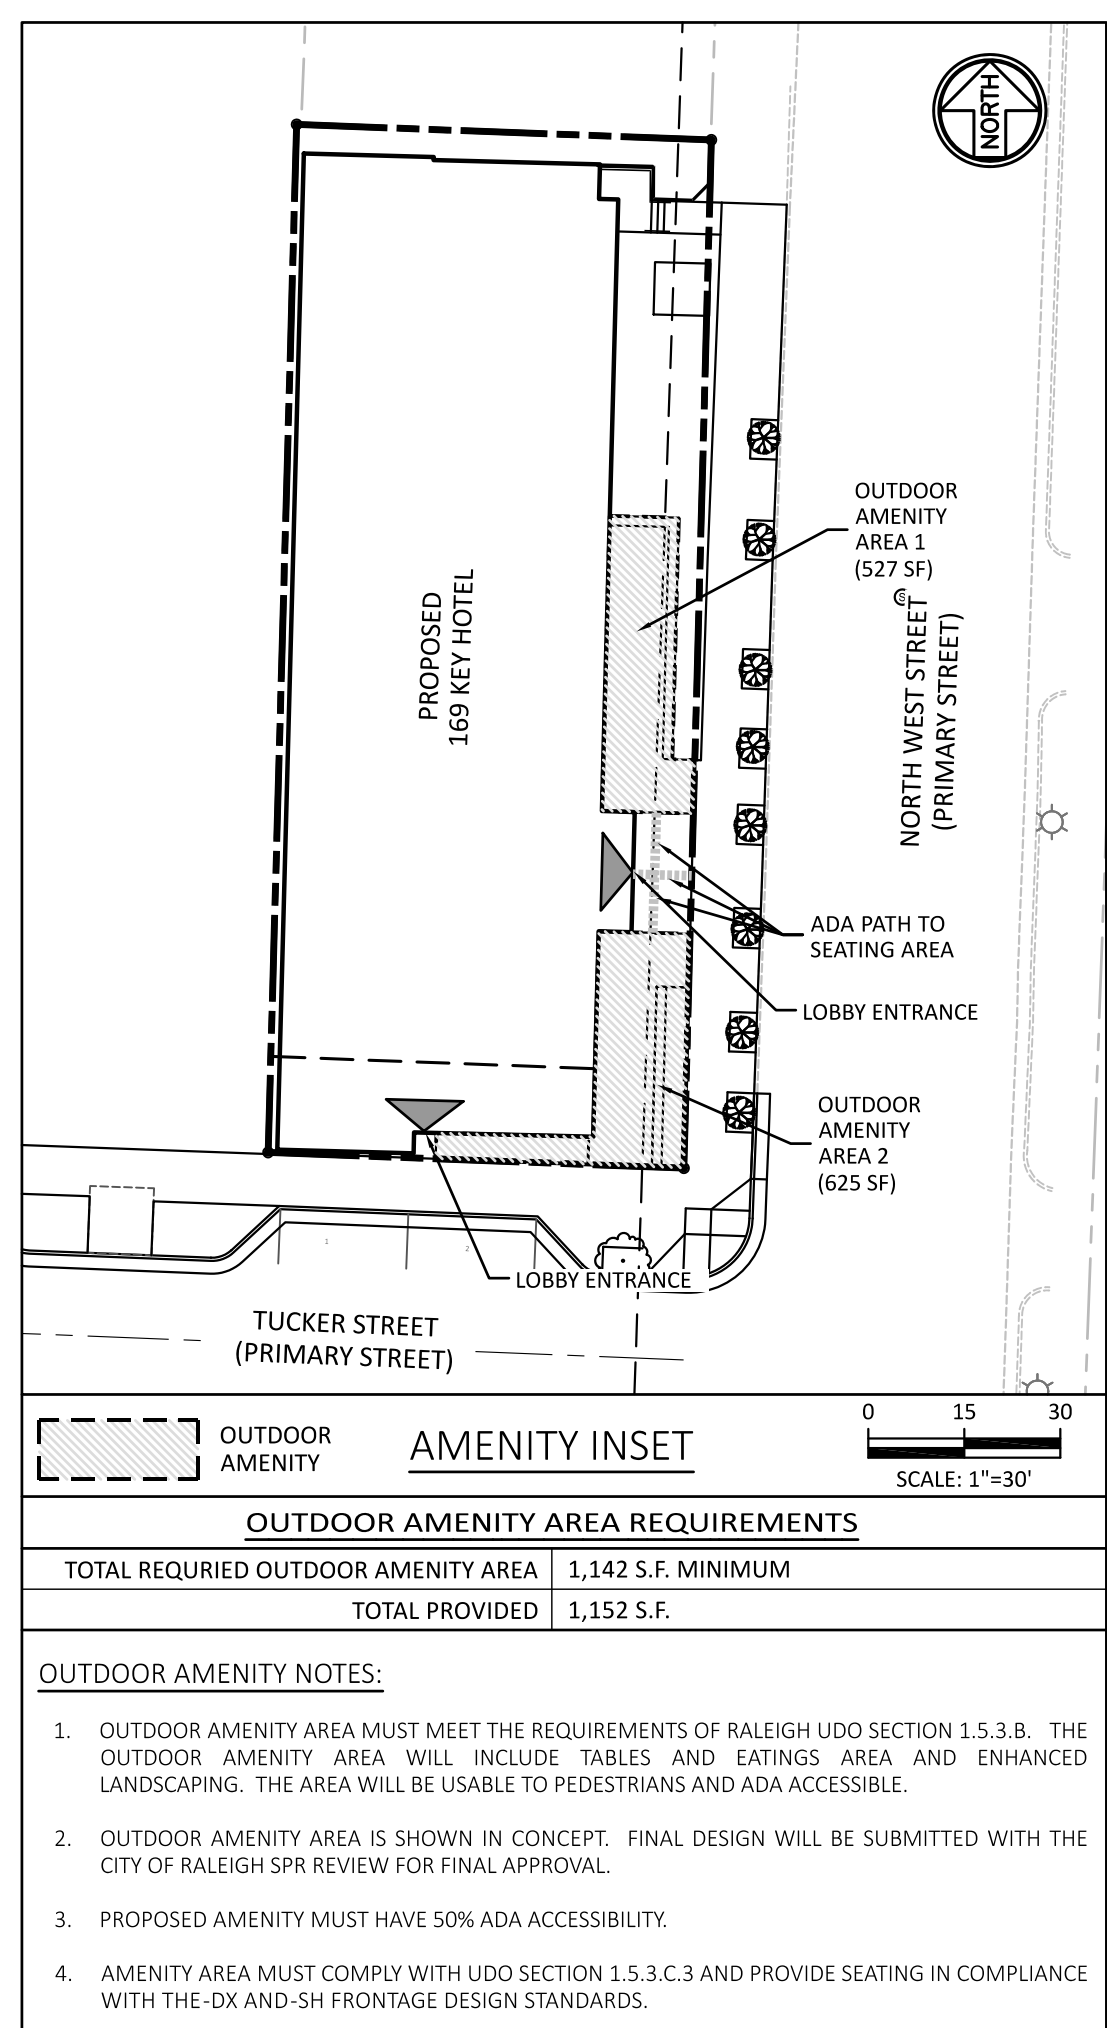 NORTH
OUTDOOR
AMENITY
AREA 1
(527 SF)
S
NORTH WEST STREET
(PRIMARY STREET)
PROPOSED
169 KEY HOTEL
ADA PATH TO
SEATING AREA
LOBBY ENTRANCE
OUTDOOR
AMENITY
AREA 2
(625 SF)
1
2
LOBBY ENTRANCE
TUCKER STREET
(PRIMARY STREET)
OUTDOOR
AMENITY
AMENITY INSET
0 15 30
SCALE: 1"=30'
OUTDOOR AMENITY AREA REQUIREMENTS
TOTAL REQURIED OUTDOOR AMENITY AREA 1,142 S.F. MINIMUM
TOTAL PROVIDED 1,152 S.F.
OUTDOOR AMENITY NOTES:
1. OUTDOOR AMENITY AREA MUST MEET THE REQUIREMENTS OF RALEIGH UDO SECTION 1.5.3.B. THE
OUTDOOR AMENITY AREA WILL INCLUDE TABLES AND EATINGS AREA AND ENHANCED
LANDSCAPING. THE AREA WILL BE USABLE TO PEDESTRIANS AND ADA ACCESSIBLE.
2. OUTDOOR AMENITY AREA IS SHOWN IN CONCEPT. FINAL DESIGN WILL BE SUBMITTED WITH THE
CITY OF RALEIGH SPR REVIEW FOR FINAL APPROVAL.
3. PROPOSED AMENITY MUST HAVE 50% ADA ACCESSIBILITY.
4. AMENITY AREA MUST COMPLY WITH UDO SECTION 1.5.3.C.3 AND PROVIDE SEATING IN COMPLIANCE
WITH THE-DX AND-SH FRONTAGE DESIGN STANDARDS.